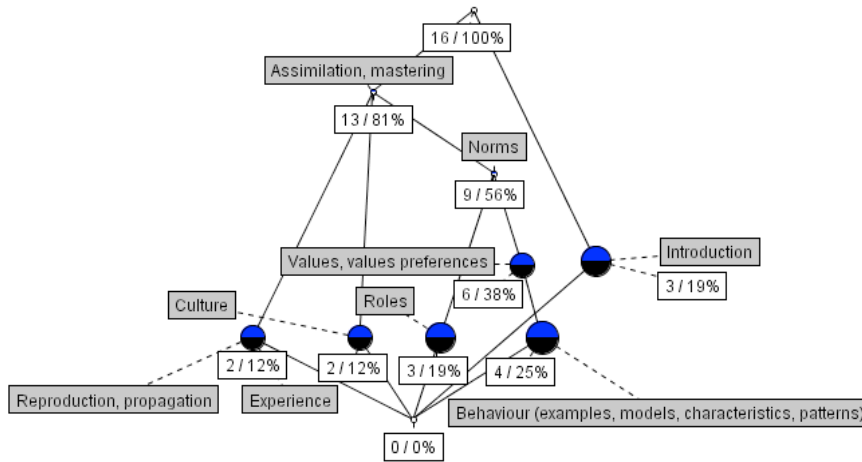 16 / 100%
Assimilation, mastering
13 / 81%
Norms
9 / 56%
Values, values preferences
Introduction
6 / 38%
3 / 19%
Culture
Roles
2 / 12%
2 / 12%
3 / 19%
4 / 25%
Reproduction, propagation
Experience
Behaviour (examples, models, characteristics, patterns)
0 / 0%